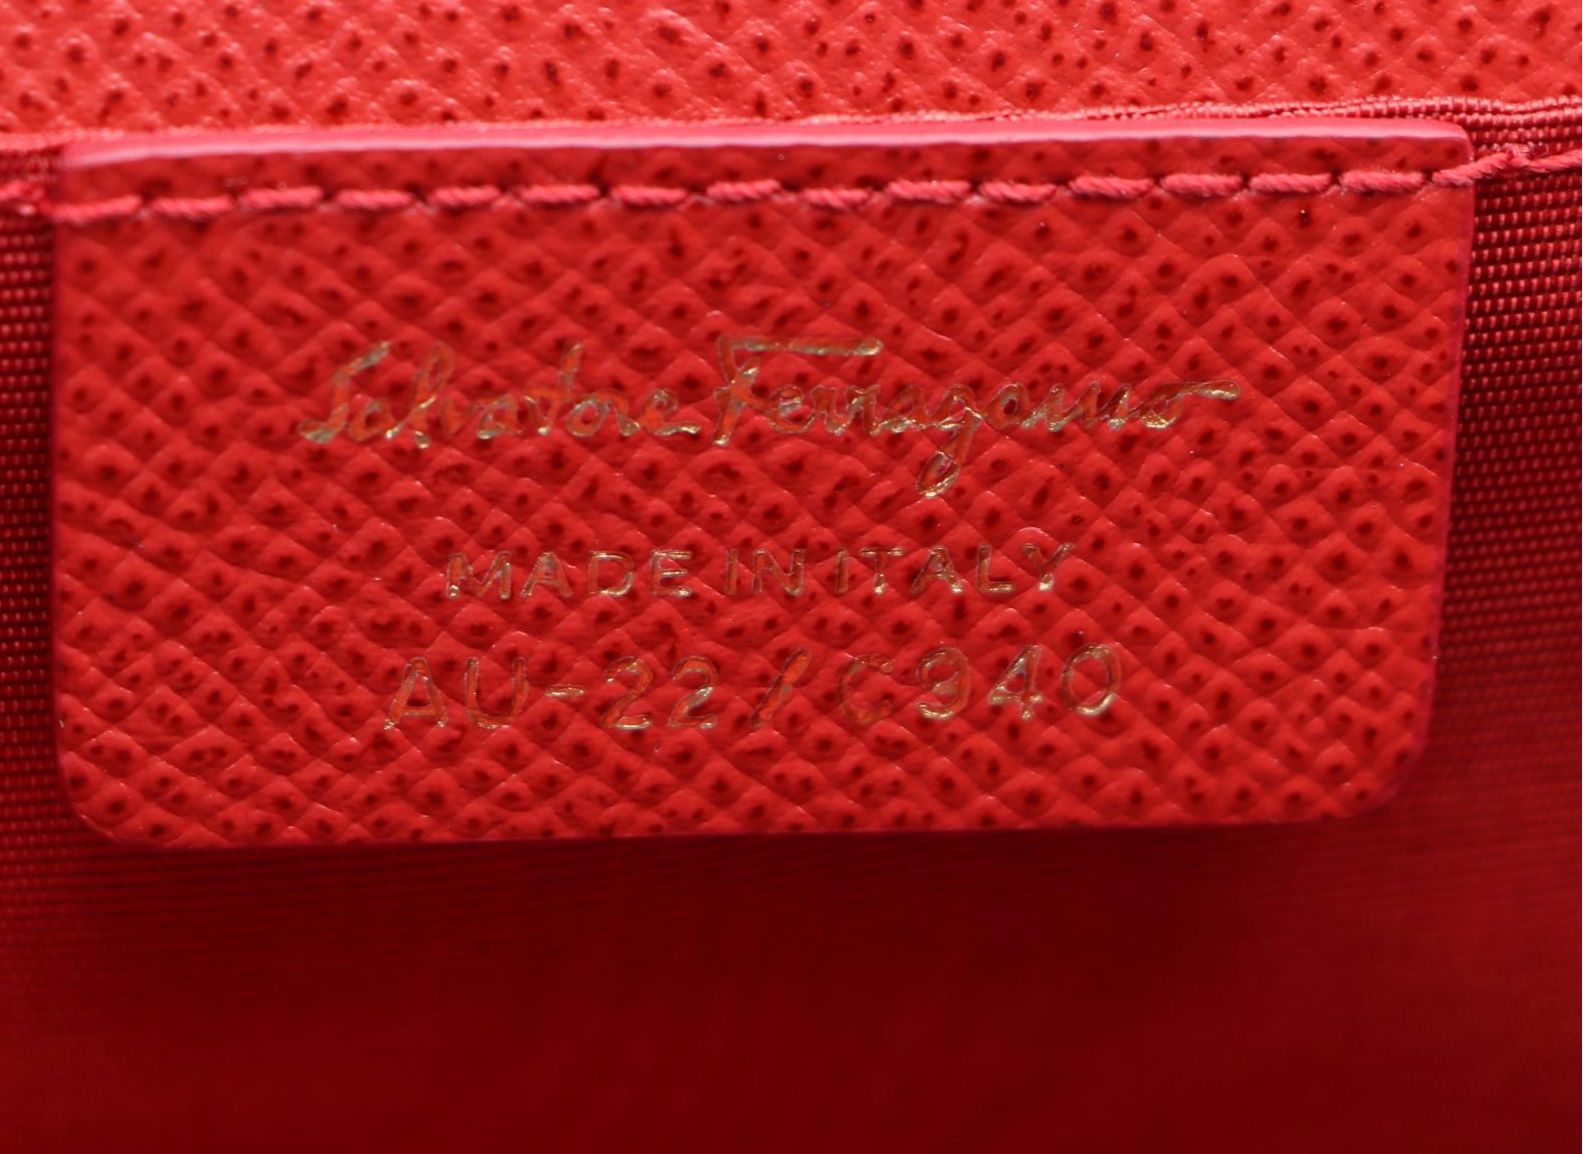 Salvatore Ferragamo
MADE IN ITALY
AU-22 / C940